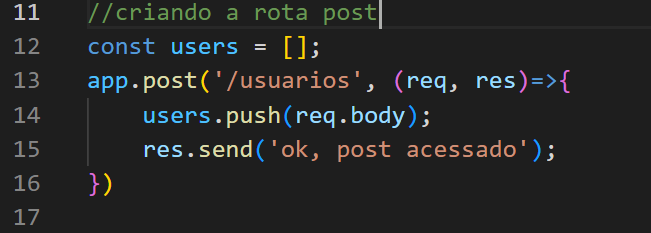 11 //criando a rota post
12 const users = [];
13 app.post('/usuarios', (req, res)=>{
14     users.push(req.body);
15     res.send('ok, post acessado');
16 })
17